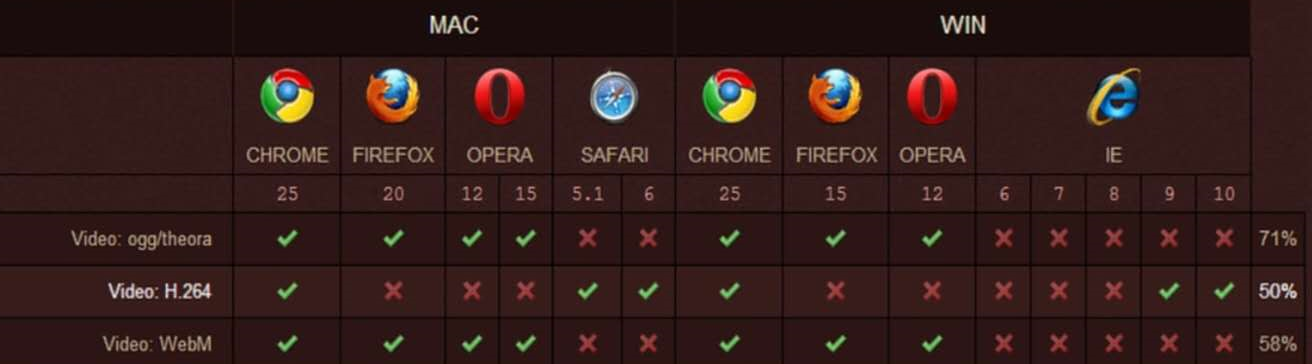 MAC WIN
CHROME FIREFOX OPERA SAFARI CHROME FIREFOX OPERA IE
25 20 12 15 5.1 6 25 15 12 6 7 8 9 10
Video: ogg/theora 71%
Video: H.264 50%
Video: WebM 58%